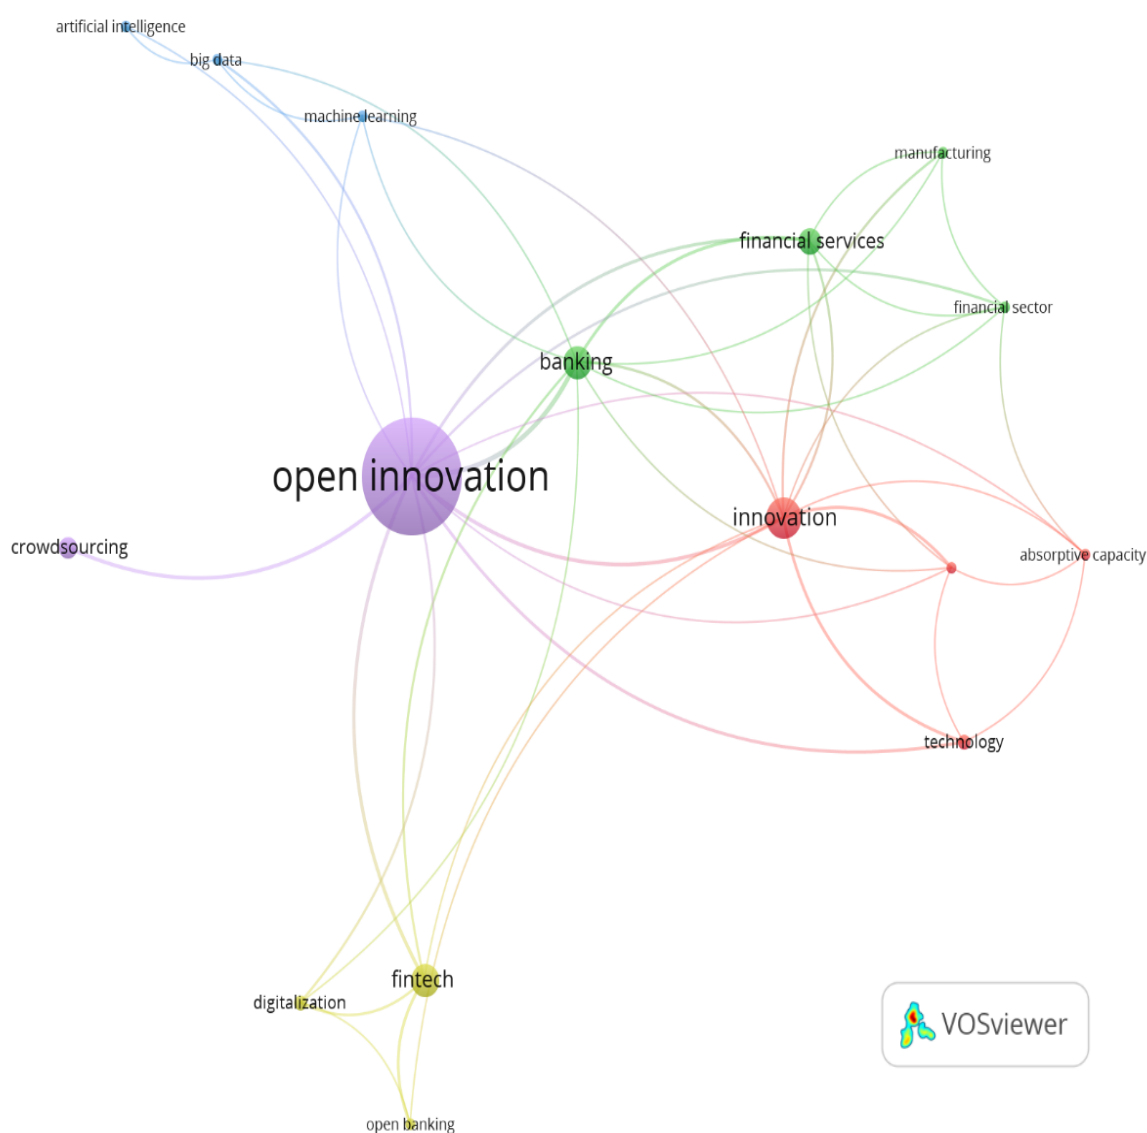 artificial intelligence
big data
machine learning
manufacturing
financial services
financial sector
banking
open innovation
innovation
crowdsourcing
absorptive capacity
technology
fintech
digitalization
VOSviewer
open banking